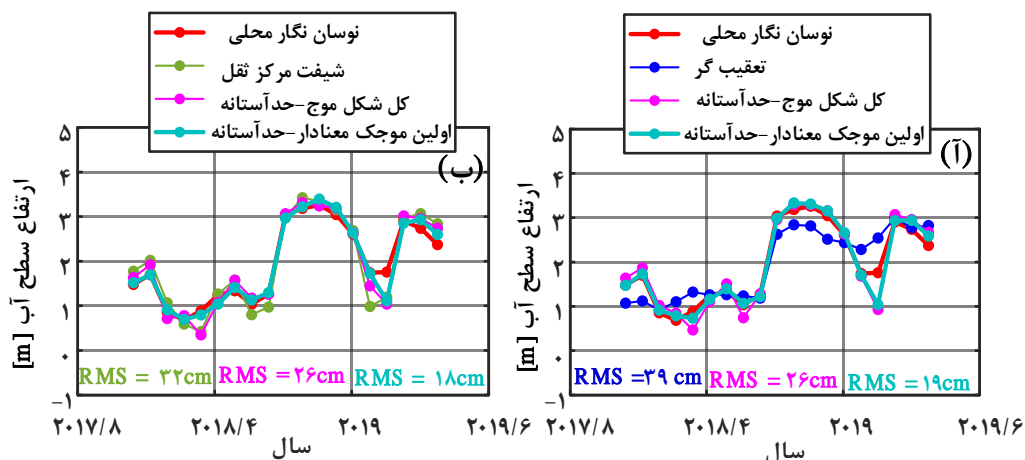 نوسان نگار محلی
تعقیب گر
کل شکل موج-حدآستانه
اولین موجک معنادار-حدآستانه
(آ)
ارتفاع سطح آب [m]
۵
۴
۳
۲
۱
۰
−۱
RMS =۳۹ cm
RMS =۲۶cm
RMS =۱۹cm
۲۰۱۷/۸
۲۰۱۸/۴
۲۰۱۹
۲۰۱۹/۶
سال
نوسان نگار محلی
شیفت مرکز ثقل
کل شکل موج-حدآستانه
اولین موجک معنادار-حدآستانه
(ب)
ارتفاع سطح آب [m]
۵
۴
۳
۲
۱
۰
−۱
RMS = ۳۲cm
RMS =۲۶cm
RMS = ۱۸cm
۲۰۱۷/۸
۲۰۱۸/۴
۲۰۱۹
۲۰۱۹/۶
سال